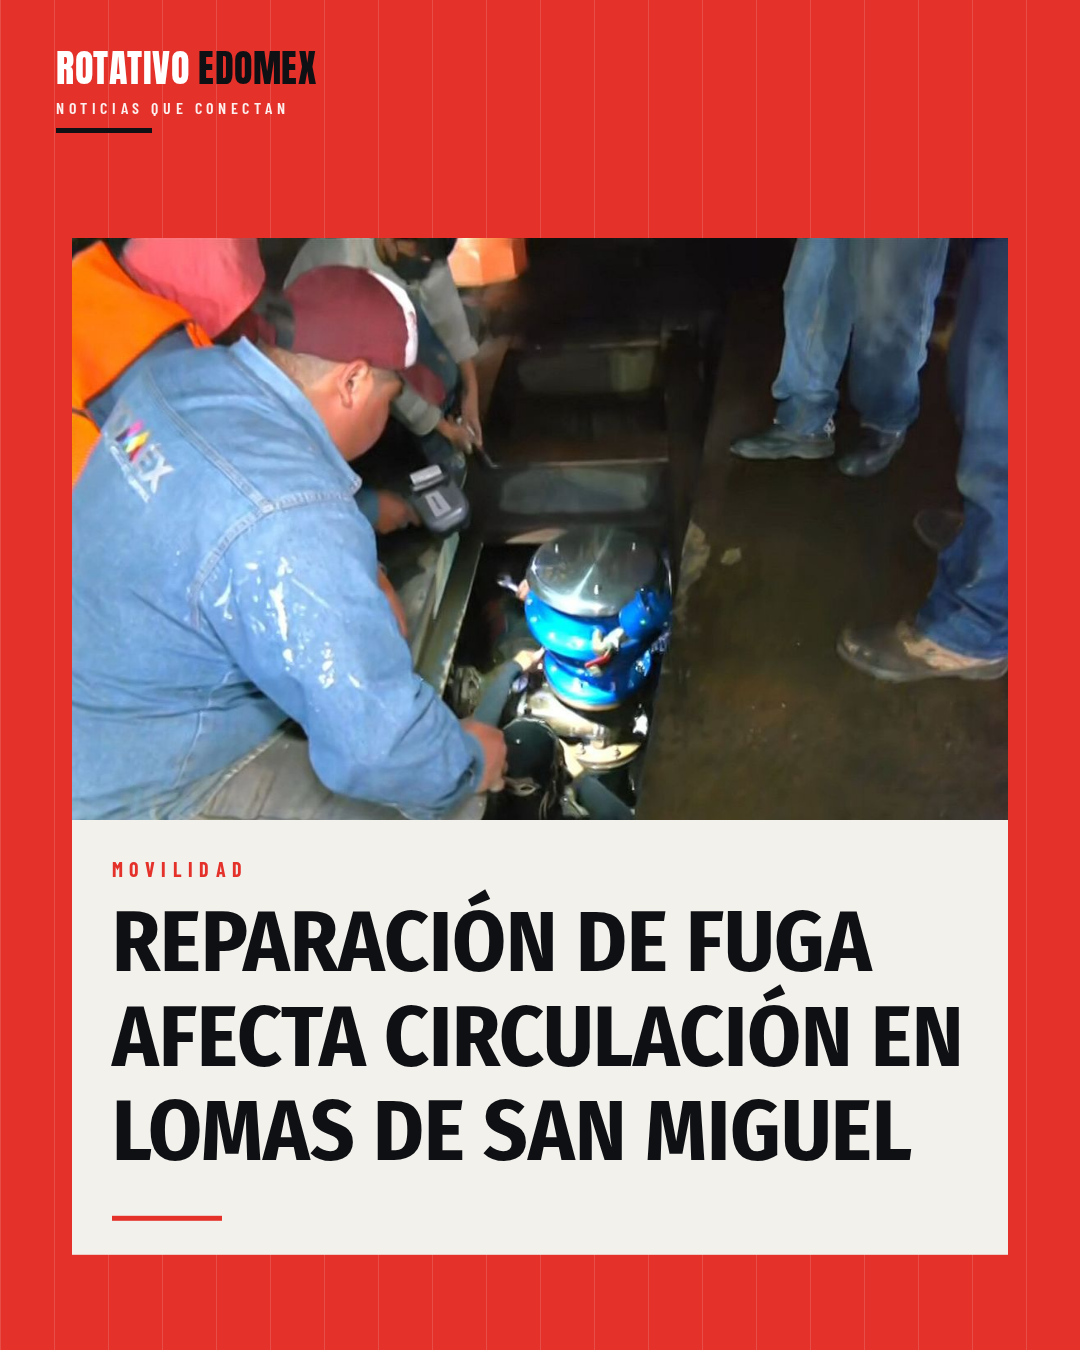 ROTATIVO EDOMEX
NOTICIAS QUE CONECTAN
MOVILIDAD
REPARACIÓN DE FUGA
AFECTA CIRCULACIÓN EN
LOMAS DE SAN MIGUEL